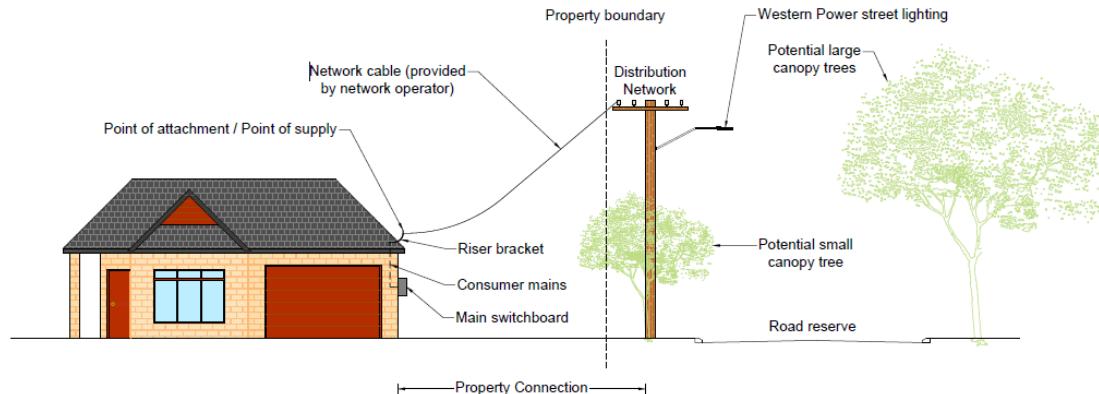 Property boundary
Western Power street lighting
Potential large
canopy trees
Network cable (provided
by network operator)
Distribution
Network
Point of attachment / Point of supply
Riser bracket
Consumer mains
Main switchboard
Potential small
canopy tree
Road reserve
Property Connection